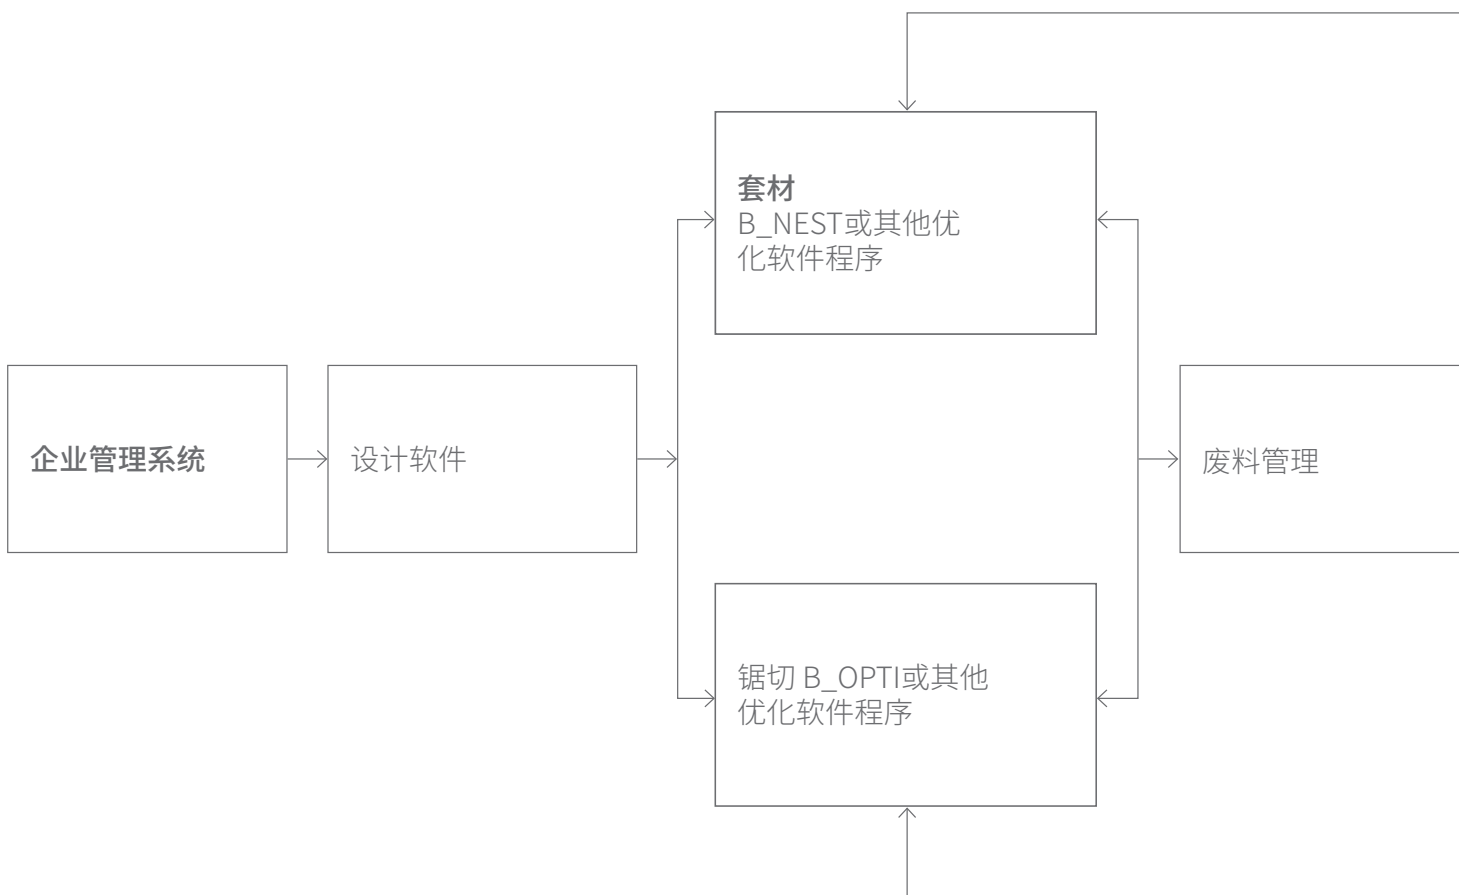 套材
B_NEST或其他优
化软件程序
企业管理系统
设计软件
废料管理
锯切 B_OPTI或其他
优化软件程序